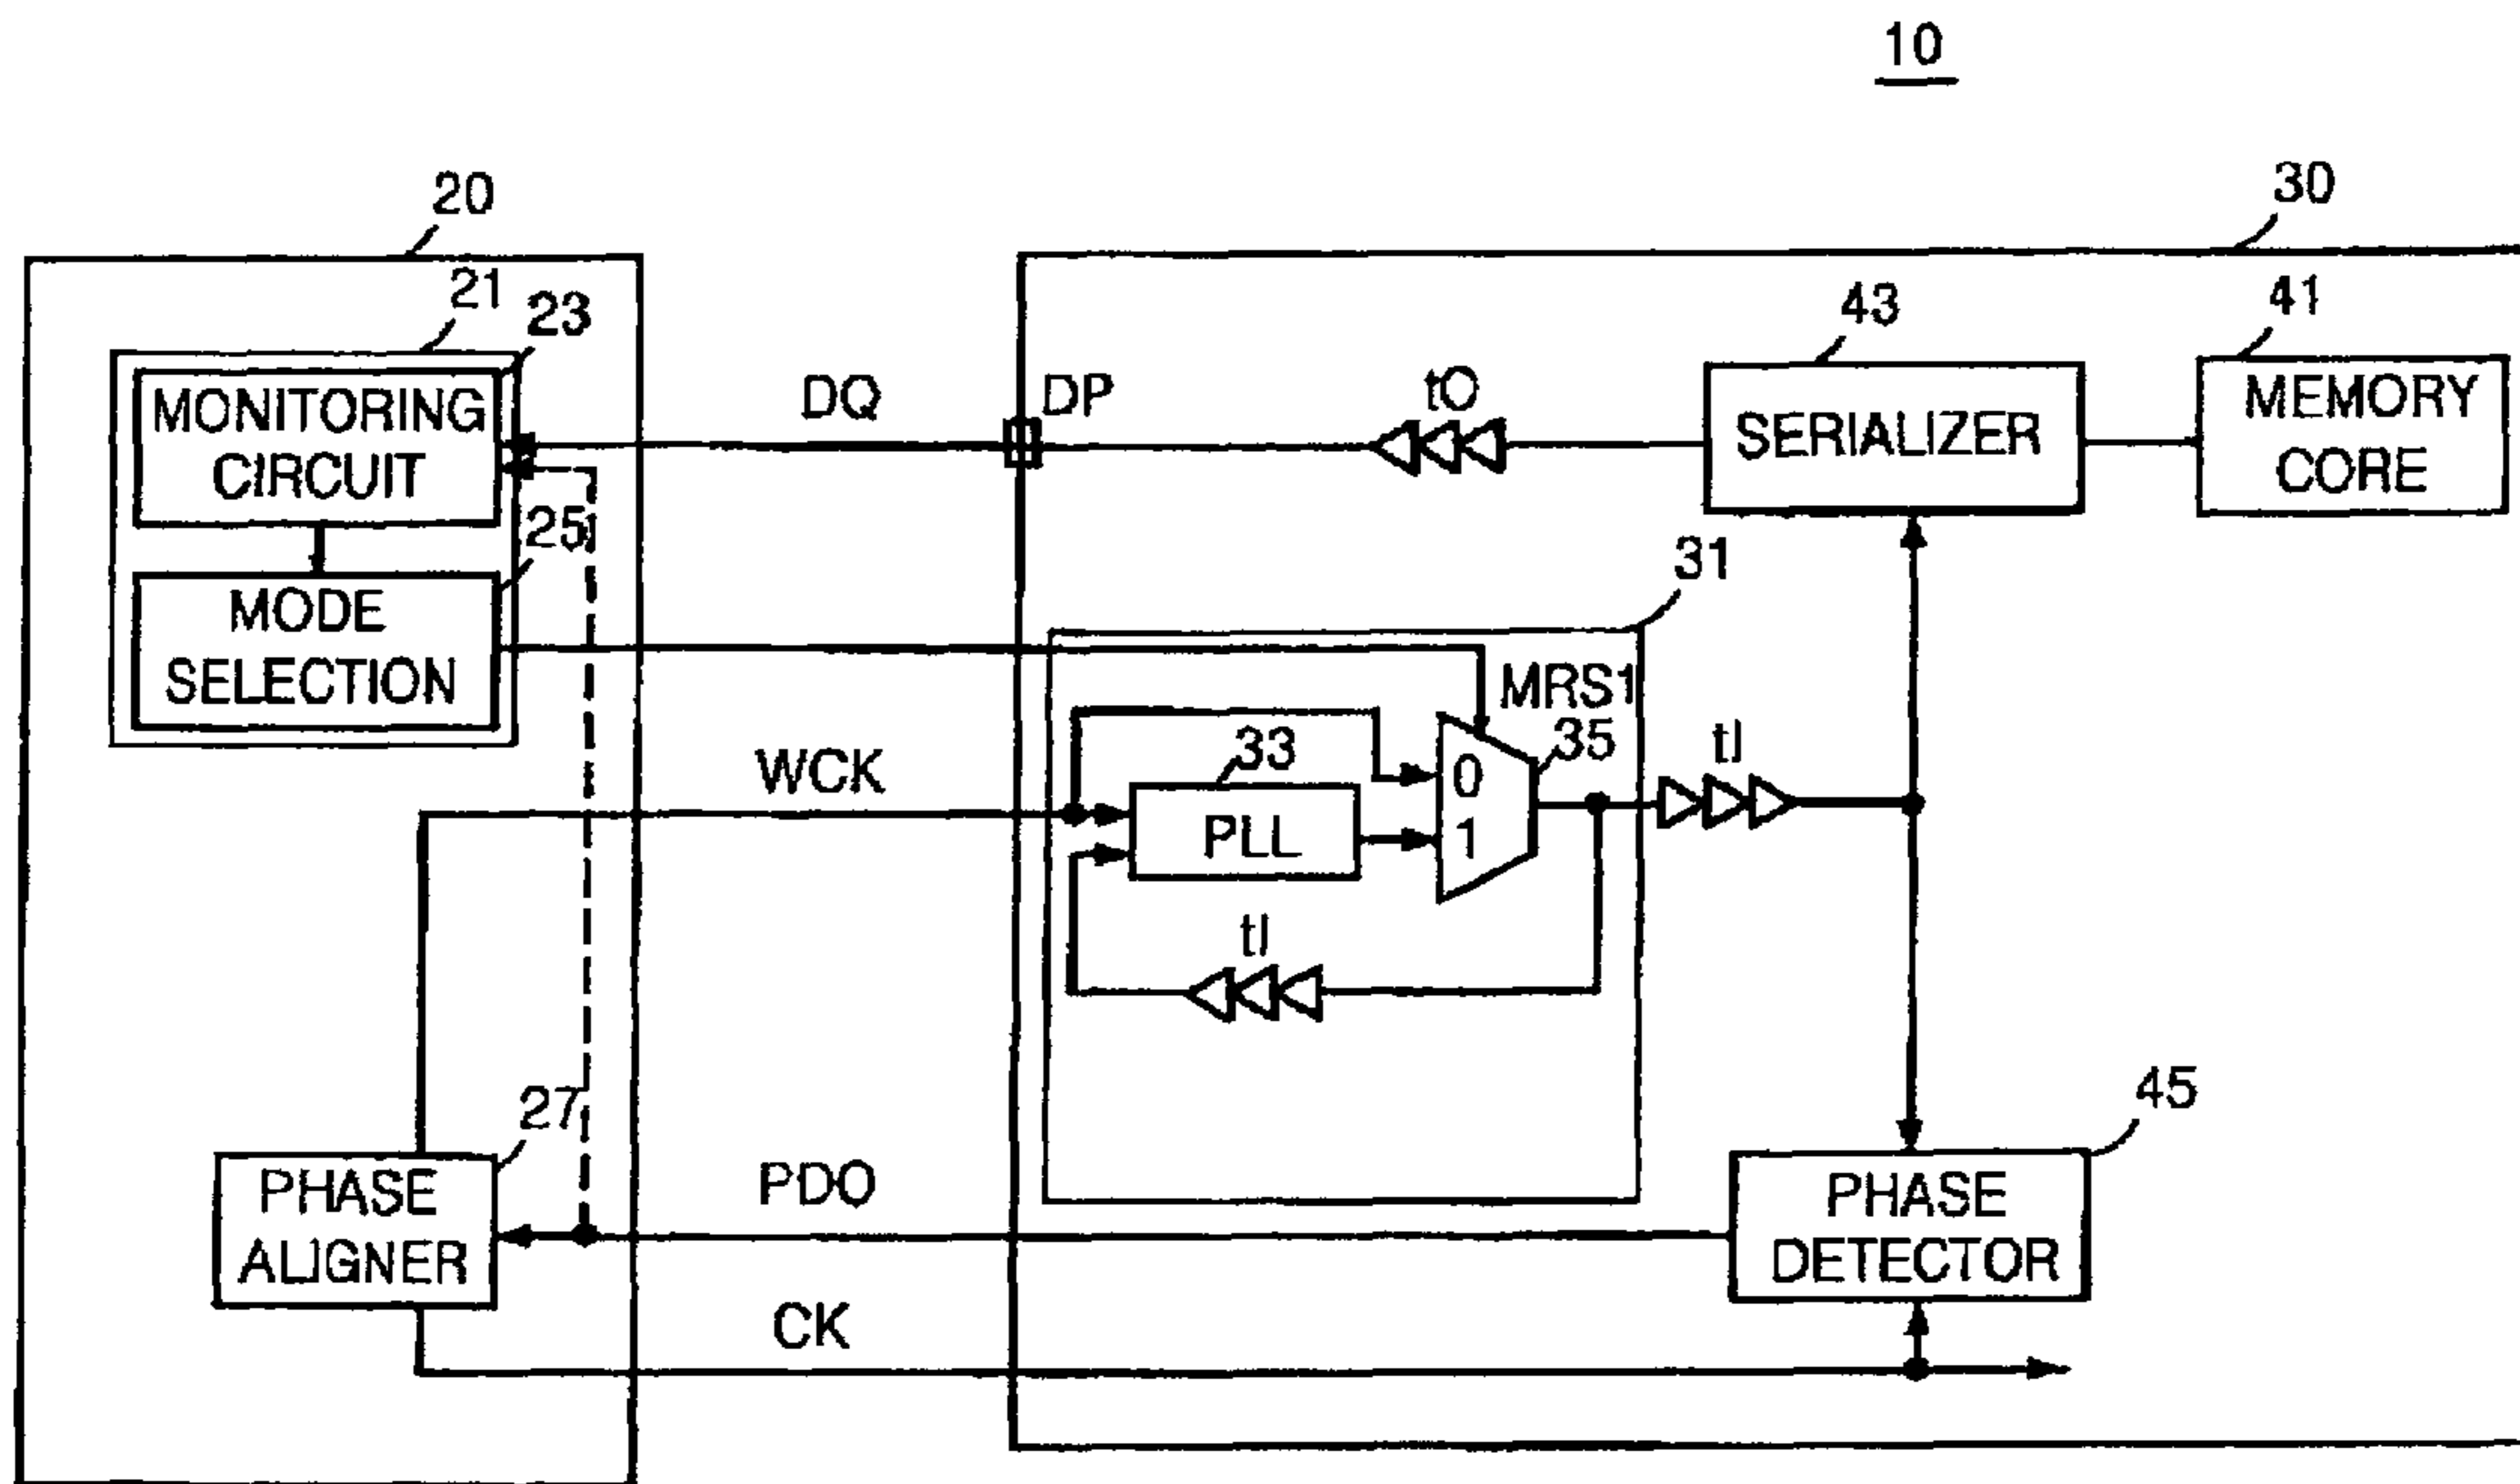 10
20
30
21
23
43
41
MONITORING
CIRCUIT
DQ
DP
tO
SERIALIZER
MEMORY
CORE
25
31
MODE
SELECTION
MRS1
WCK
33
0
1
35
tI
PLL
tI
27
45
PHASE
ALIGNER
PDO
PHASE
DETECTOR
CK